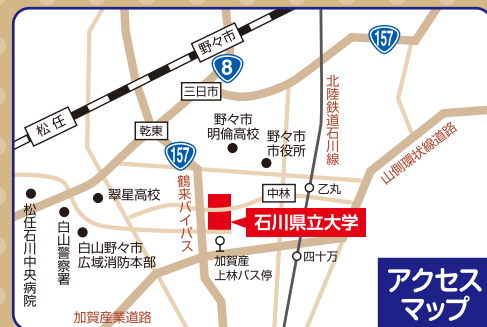 野々市
157
8
三日市
松任
乾東
野々市
明倫高校
野々市
市役所
北陸鉄道石川線
山側環状線道路
157
鶴来バイパス
中林
乙丸
翠星高校
石川県立大学
松任石川中央病院
白山警察署
白山野々市
広域消防本部
加賀産
上林バス停
四十万
加賀産業道路
アクセス
マップ